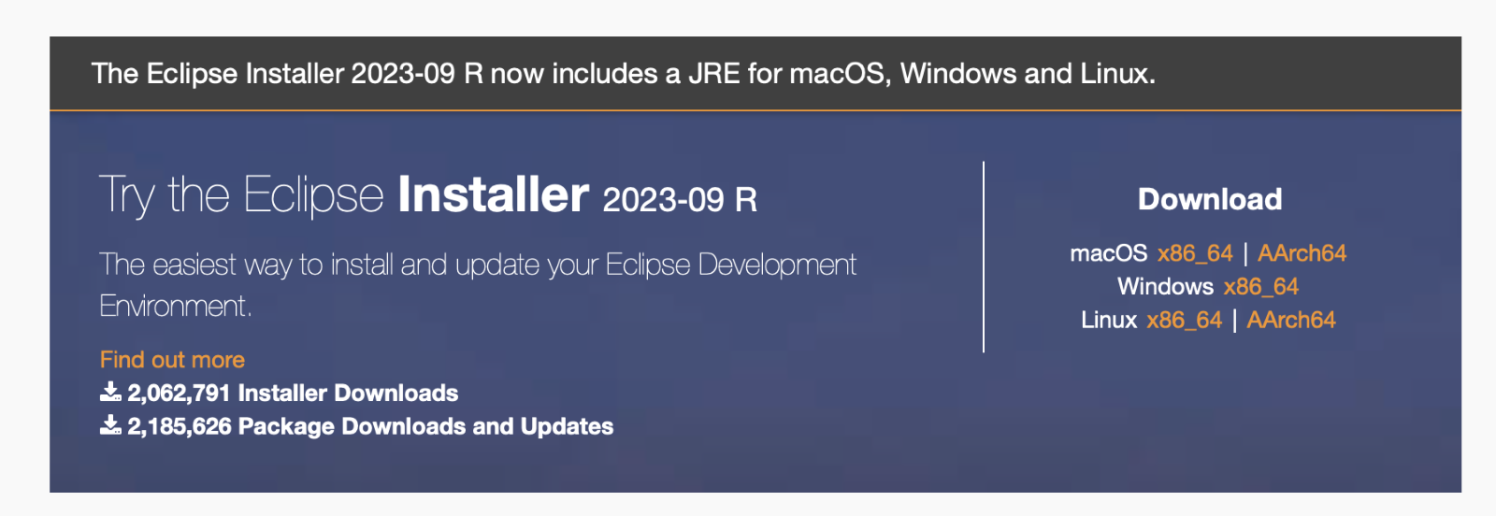 The Eclipse Installer 2023-09 R now includes a JRE for macOS, Windows and Linux.
Try the Eclipse Installer 2023-09 R
The easiest way to install and update your Eclipse Development
Environment.
Find out more
2,062,791 Installer Downloads
2,185,626 Package Downloads and Updates
Download
macOS x86_64 | AArch64
Windows x86_64
Linux x86_64 | AArch64